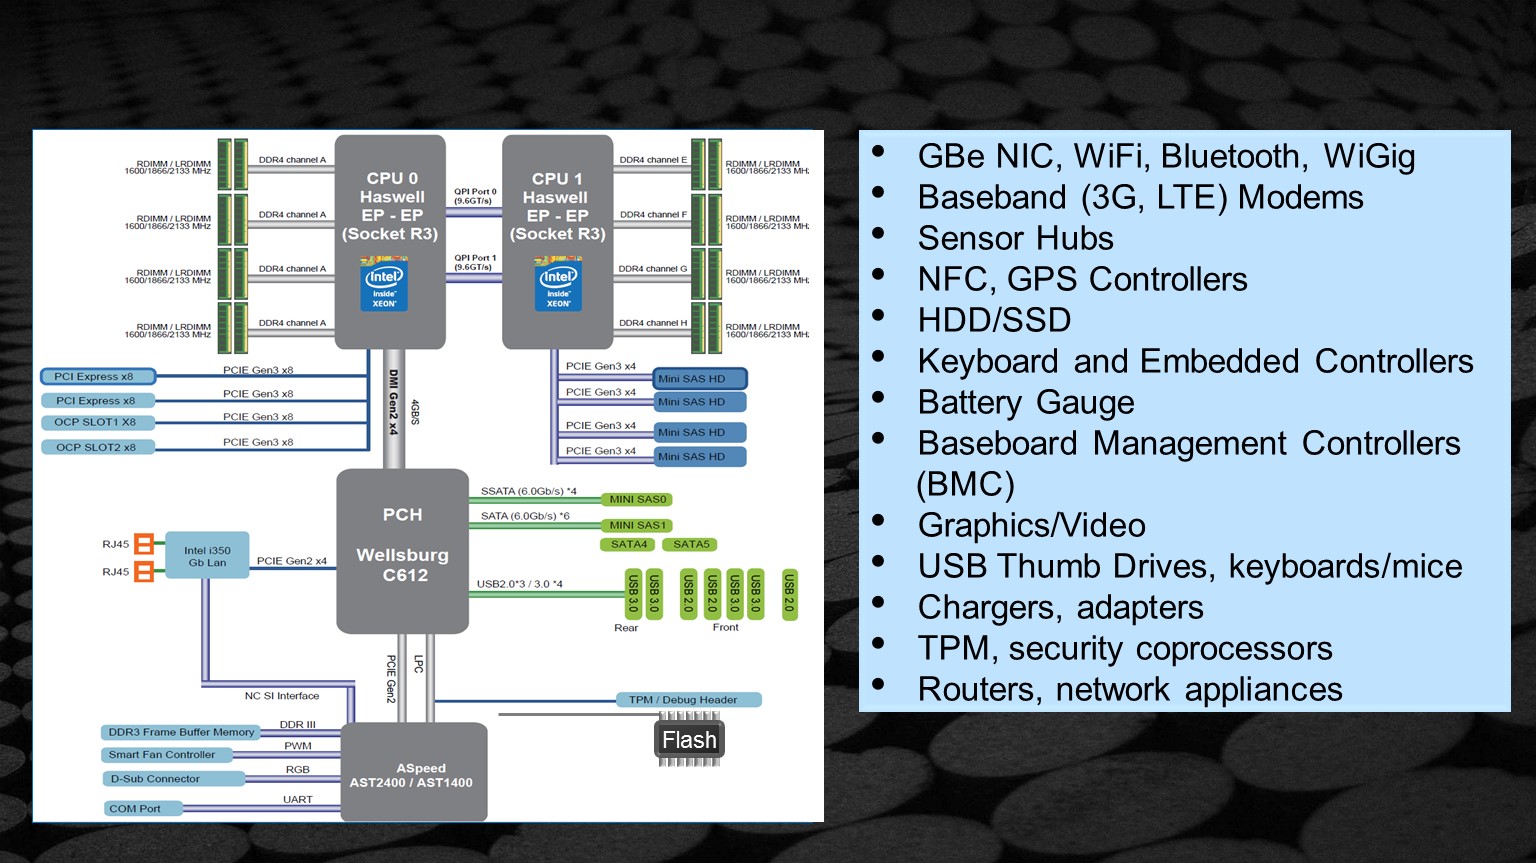 RDIMM / LRDIMM
1600/1866/2133 MHz
DDR4 channel A
RDIMM / LRDIMM
1600/1866/2133 MHz
DDR4 channel A
RDIMM / LRDIMM
1600/1866/2133 MHz
DDR4 channel A
RDIMM / LRDIMM
1600/1866/2133 MHz
DDR4 channel A
CPU 0
Haswell
EP - EP
(Socket R3)
intel
inside™
XEON®
QPI Port 0
(9.6GT/s)
QPI Port 1
(9.6GT/s)
CPU 1
Haswell
EP - EP
(Socket R3)
intel
inside™
XEON®
DDR4 channel E
RDIMM / LRDIMM
1600/1866/2133 MH
DDR4 channel F
RDIMM / LRDIMM
1600/1866/2133 MH
DDR4 channel G
RDIMM / LRDIMM
1600/1866/2133 MH
DDR4 channel H
RDIMM / LRDIMM
1600/1866/2133 MH
PCI Express x8
PCIE Gen3 x8
PCI Express x8
PCIE Gen3 x8
OCP SLOT1 X8
PCIE Gen3 x8
OCP SLOT2 x8
PCIE Gen3 x8
DMI Gen2 x4
4GB/S
PCIE Gen3 x4
Mini SAS HD
PCIE Gen3 x4
Mini SAS HD
PCIE Gen3 x4
Mini SAS HD
PCIE Gen3 x4
Mini SAS HD
PCH
Wellsburg
C612
SSATA (6.0Gb/s) *4
MINI SAS0
SATA (6.0Gb/s) *6
MINI SAS1
SATA4
SATA5
RJ45
RJ45
Intel i350
Gb Lan
PCIE Gen2 x4
USB2.0*3 / 3.0 *4
USB 3.0
USB 3.0
USB 2.0
USB 2.0
USB 3.0
USB 3.0
USB 2.0
Rear
Front
PCIE Gen2
LPC
NC SI Interface
TPM / Debug Header
Flash
DDR3 Frame Buffer Memory
DDR III
Smart Fan Controller
PWM
D-Sub Connector
RGB
COM Port
UART
ASpeed
AST2400 / AST1400
• GBe NIC, WiFi, Bluetooth, WiGig
• Baseband (3G, LTE) Modems
• Sensor Hubs
• NFC, GPS Controllers
• HDD/SSD
• Keyboard and Embedded Controllers
• Battery Gauge
• Baseboard Management Controllers
(BMC)
• Graphics/Video
• USB Thumb Drives, keyboards/mice
• Chargers, adapters
• TPM, security coprocessors
• Routers, network appliances